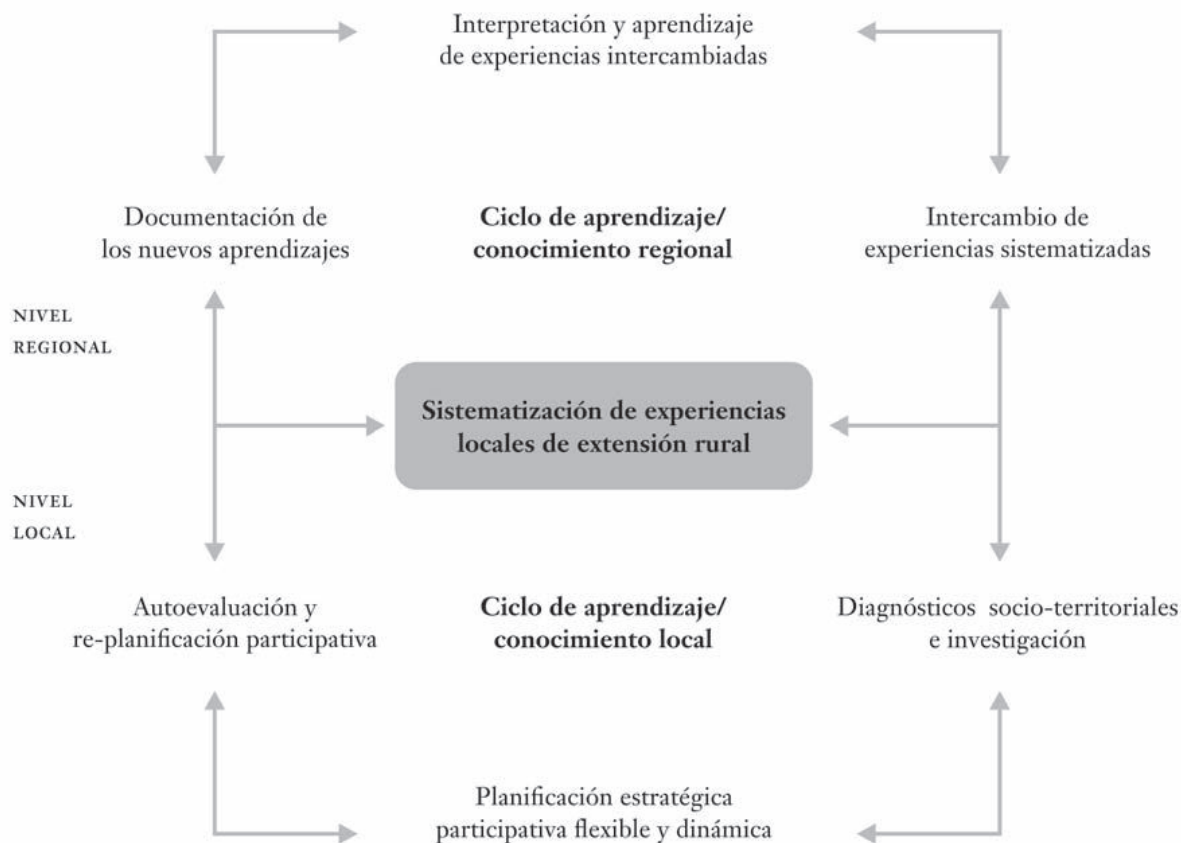 Interpretación y aprendizaje
de experiencias intercambiadas
Documentación de
los nuevos aprendizajes
Ciclo de aprendizaje/
conocimiento regional
Intercambio de
experiencias sistematizadas
NIVEL
REGIONAL
Sistematización de experiencias
locales de extensión rural
NIVEL
LOCAL
Autoevaluación y
re-planificación participativa
Ciclo de aprendizaje/
conocimiento local
Diagnósticos socio-territoriales
e investigación
Planificación estratégica
participativa flexible y dinámica